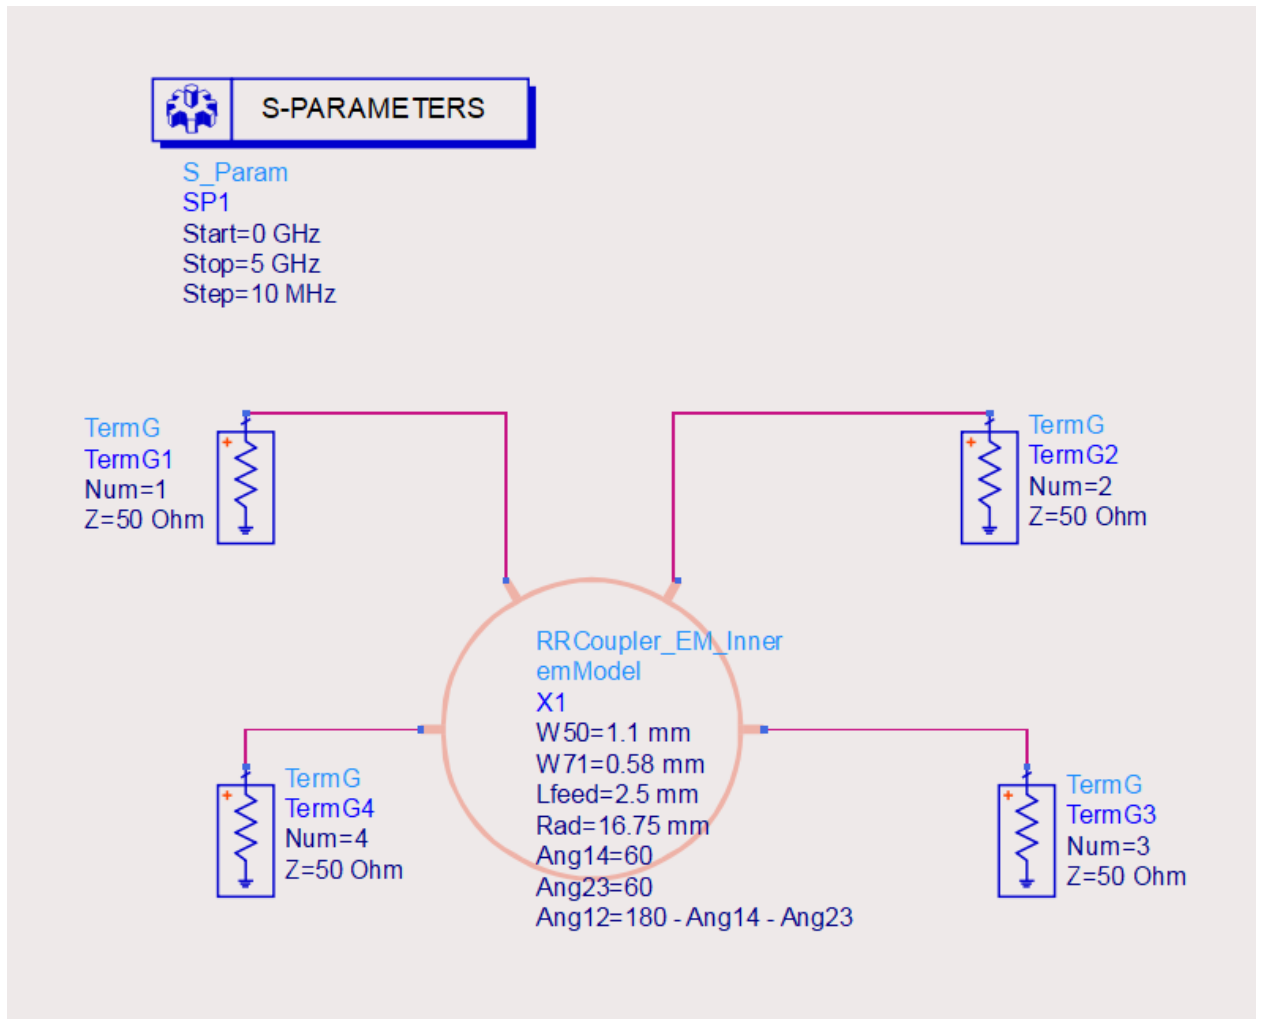 S-PARAMETERS
S_Param
SP1
Start=0 GHz
Stop=5 GHz
Step=10 MHz
TermG
TermG1
Num=1
Z=50 Ohm
TermG
TermG2
Num=2
Z=50 Ohm
RRCoupler_EM_Inner
emModel
X1
W50=1.1 mm
W71=0.58 mm
Lfeed=2.5 mm
Rad=16.75 mm
Ang14=60
Ang23=60
Ang12=180 - Ang14 - Ang23
TermG
TermG4
Num=4
Z=50 Ohm
TermG
TermG3
Num=3
Z=50 Ohm